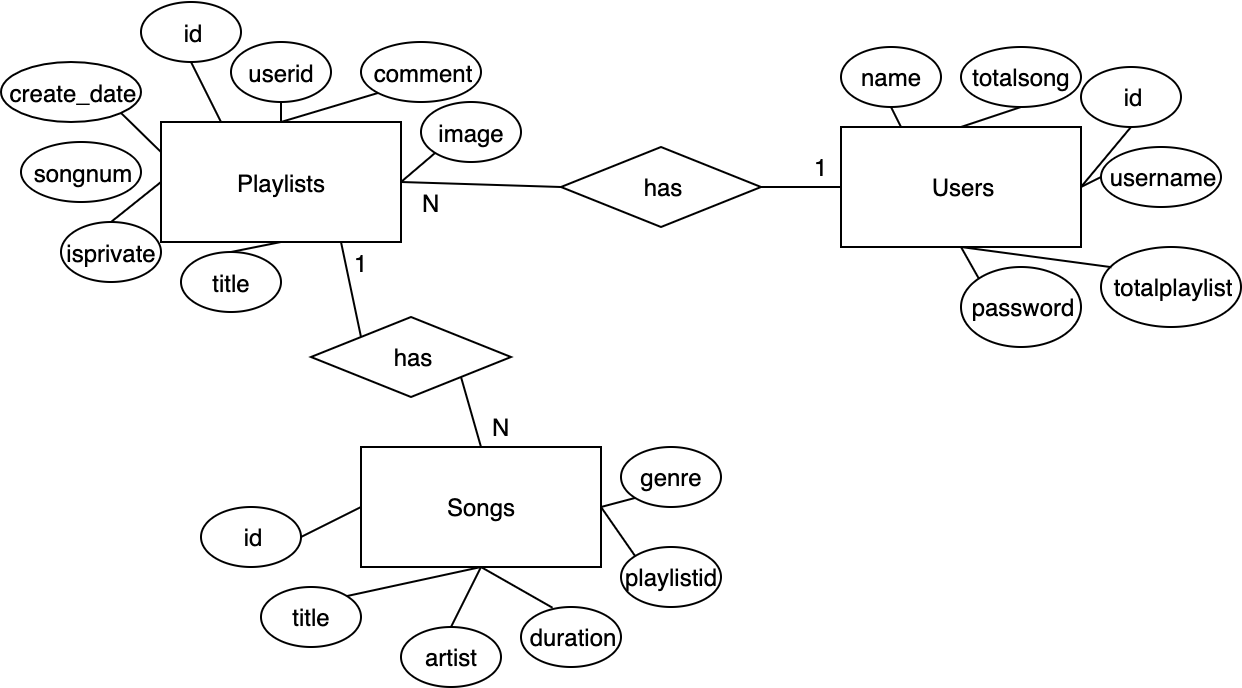 id
userid
comment
create_date
image
songnum
Playlists
isprivate
title
N
has
1
name
totalsong
id
Users
username
password
totalplaylist
1
has
N
Songs
genre
id
playlistid
title
artist
duration